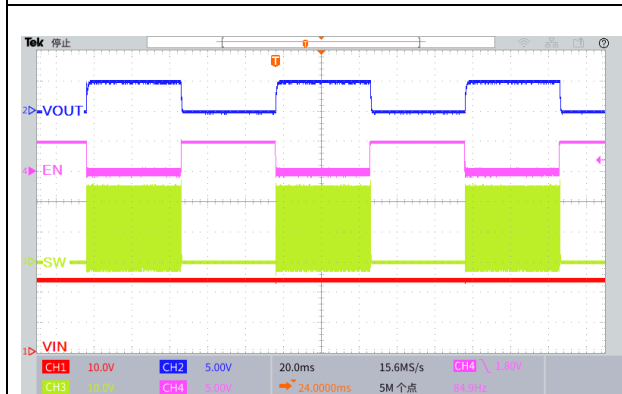 Tek 停止
T
T
2 VOUT
4 EN
3 SW
VIN
1
CH1 10.0V CH2 5.00V 20.0ms 15.6MS/s CH4 1.80V
CH3 10.0V CH4 5.00V 24.0000ms 5M 个点 84.9Hz